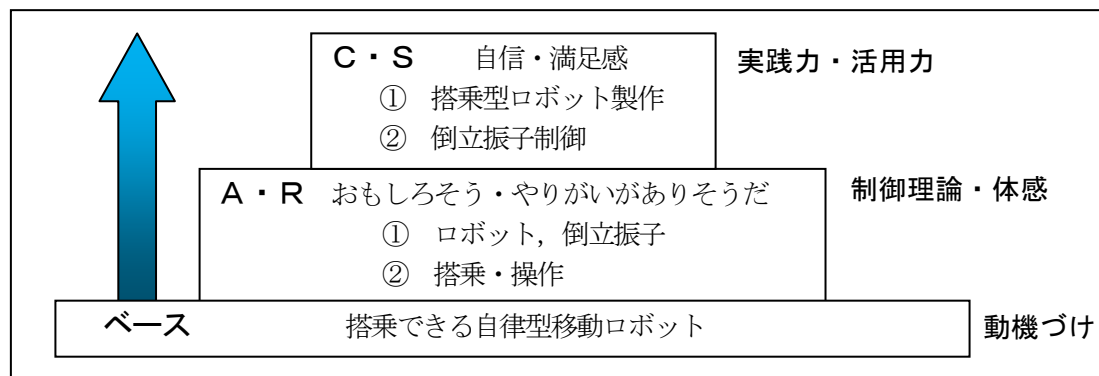 C・S 自信・満足感
実践力・活用力
① 搭乗型ロボット製作
② 倒立振子制御
A・R おもしろそう・やりがいがありそうだ
制御理論・体感
① ロボット，倒立振子
② 搭乗・操作
ベース 搭乗できる自律型移動ロボット
動機づけ